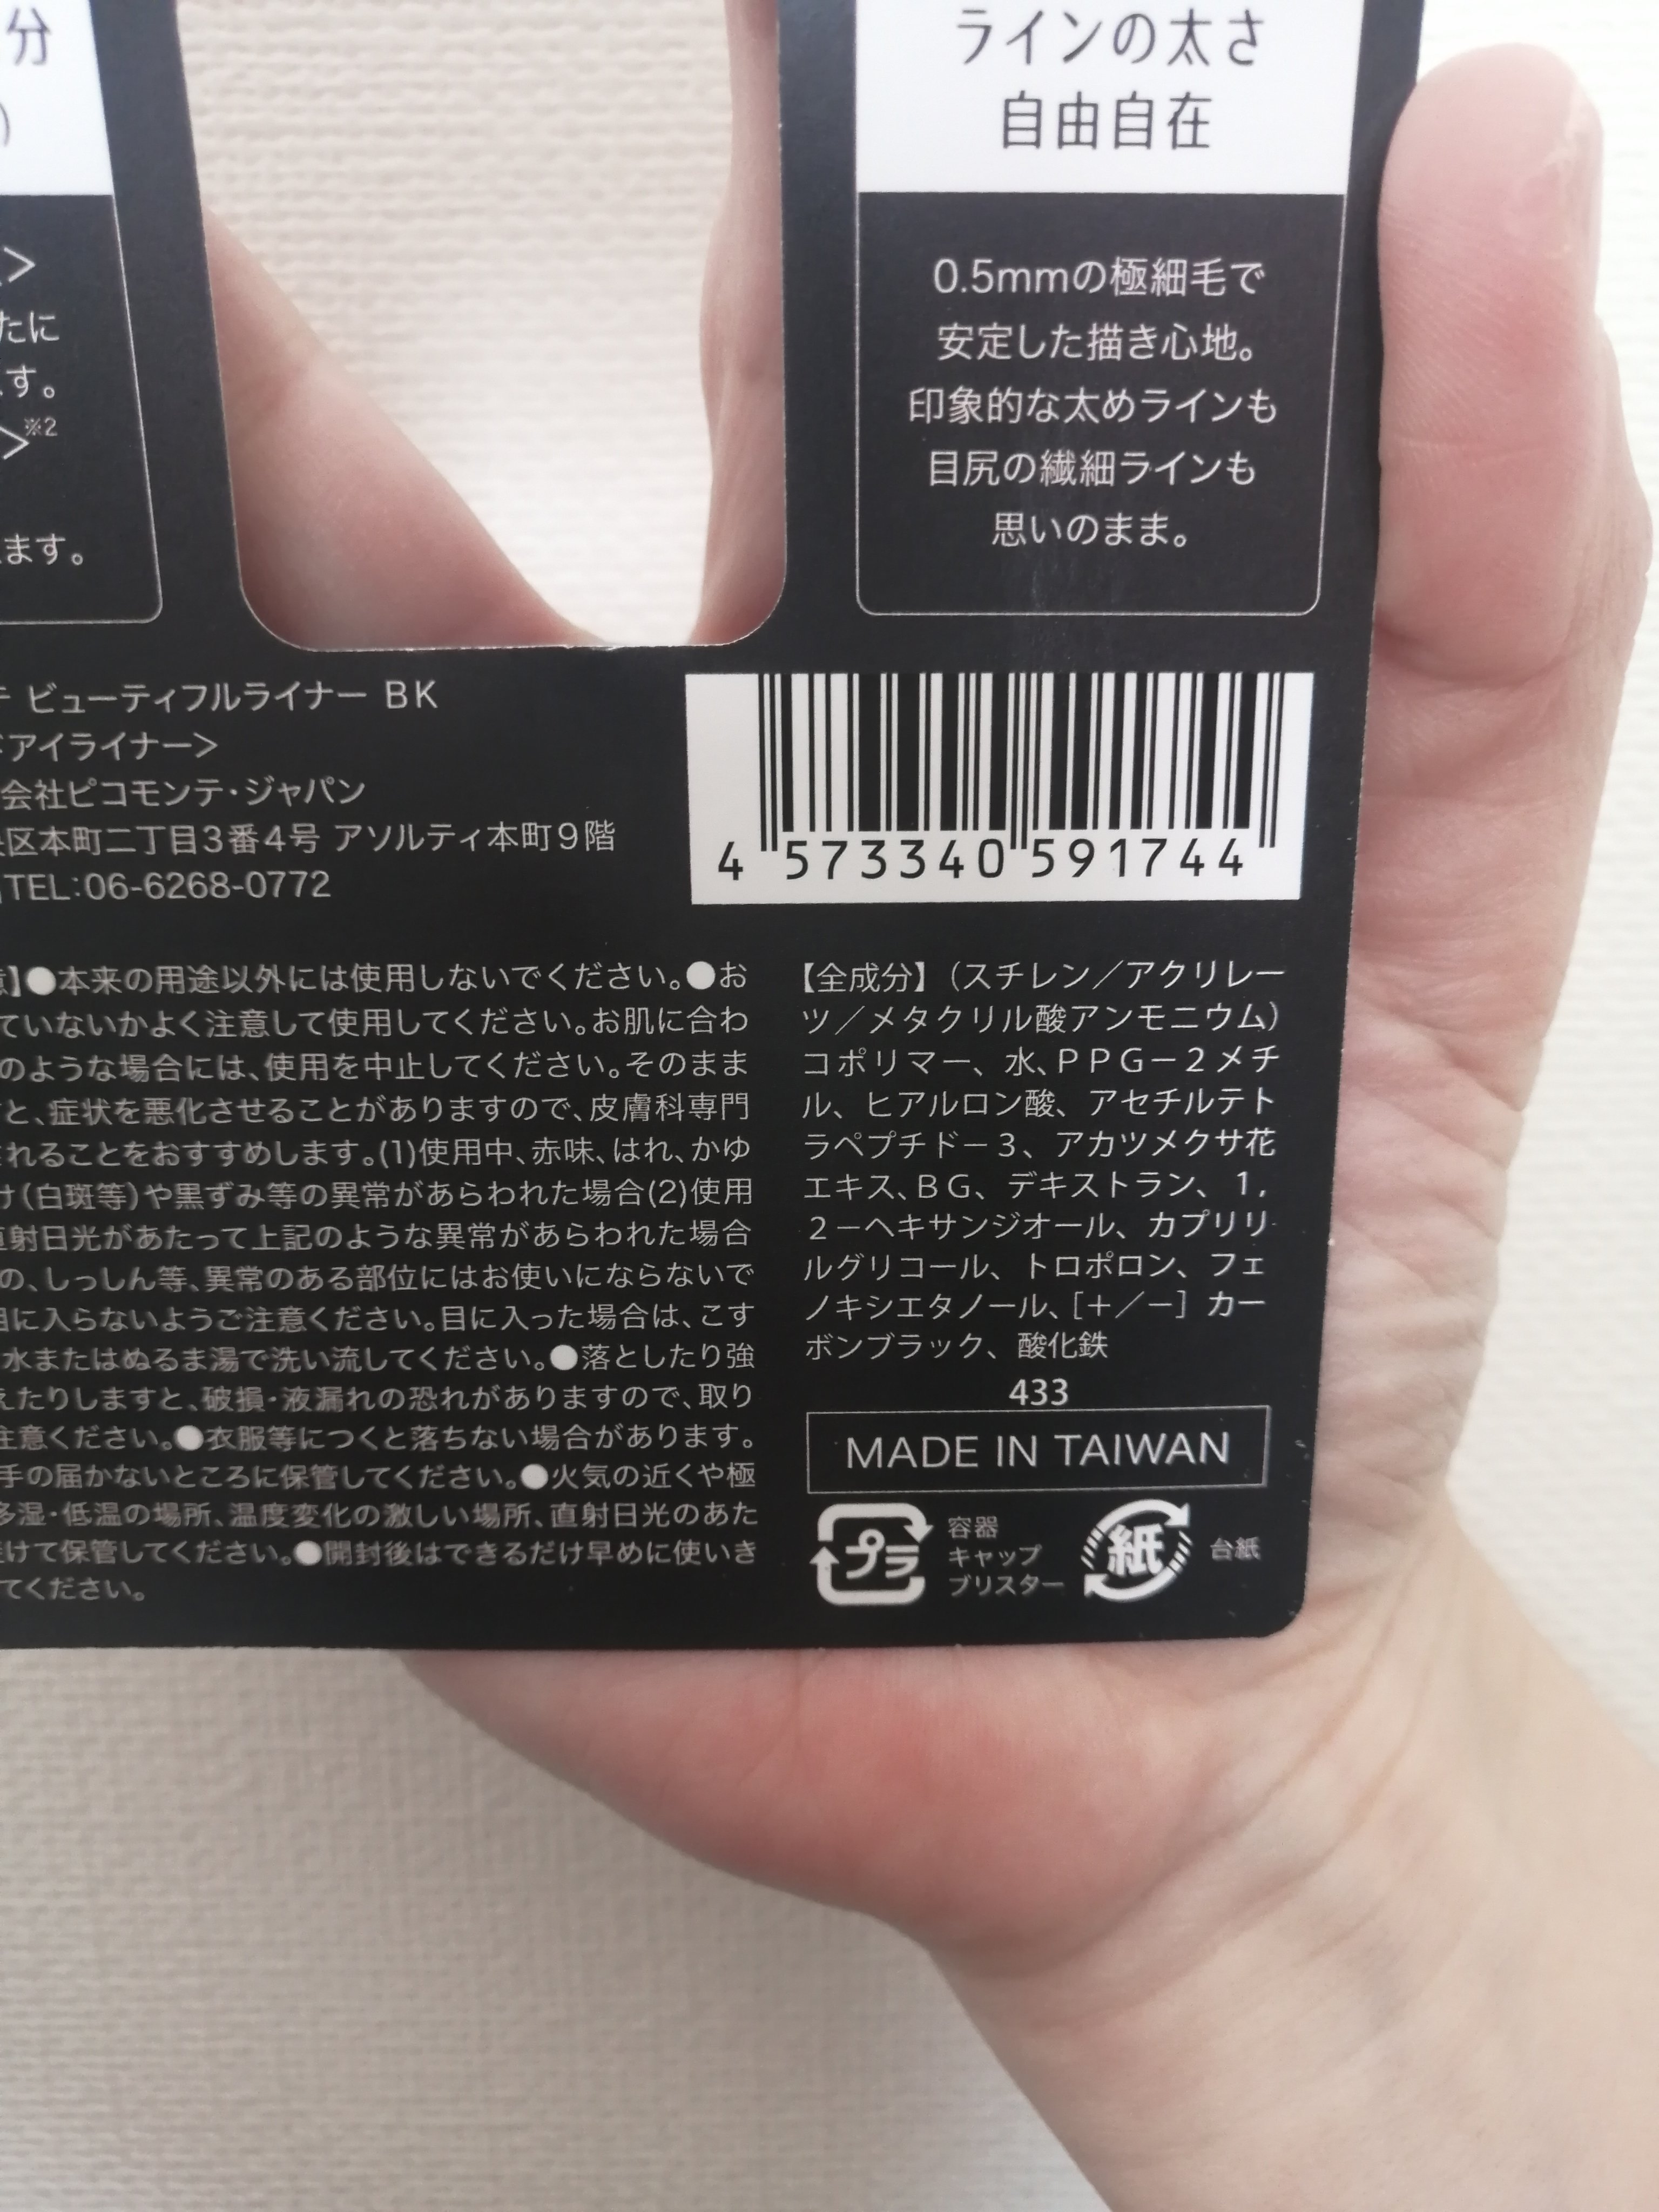 分
)
>
たに
ます。
>※2
ます。
ラインの太さ
自由自在
0.5mmの極細毛で
安定した描き心地。
印象的な太めラインも
目尻の繊細ラインも
思いのまま。
テ ビューティフルライナー BK
ドアイライナー>
会社ピコモンテ・ジャパン
央区本町二丁目3番4号 アソルティ本町9階
TEL:06-6268-0772
4 573340 591744
意】●本来の用途以外には使用しないでください。●お
ていないかよく注意して使用してください。お肌に合わ
のような場合には、使用を中止してください。そのまま
と、症状を悪化させることがありますので、皮膚科専門
されることをおすすめします。(1)使用中、赤味、はれ、かゆ
け(白斑等)や黒ずみ等の異常があらわれた場合(2)使用
直射日光があたって上記のような異常があらわれた場合
の、しっしん等、異常のある部位にはお使いにならないで
目に入らないようご注意ください。目に入った場合は、こす
水またはぬるま湯で洗い流してください。●落としたり強
えたりしますと、破損・液漏れの恐れがありますので、取り
注意ください。●衣服等につくと落ちない場合があります。
手の届かないところに保管してください。●火気の近くや極
多湿・低温の場所、温度変化の激しい場所、直射日光のあた
避けて保管してください。●開封後はできるだけ早めに使いき
てください。
【全成分】(スチレン/アクリレー
ツ/メタクリル酸アンモニウム)
コポリマー、水、PPG-2メチ
ル、ヒアルロン酸、アセチルテト
ラペプチド-3、アカツメクサ花
エキス、BG、デキストラン、1,
2-ヘキサンジオール、カプリリ
ルグリコール、トロポロン、フェ
ノキシエタノール、[+/-] カー
ボンブラック、酸化鉄
433
MADE IN TAIWAN
プラ
容器
キャップ
ブリスター
紙
台紙